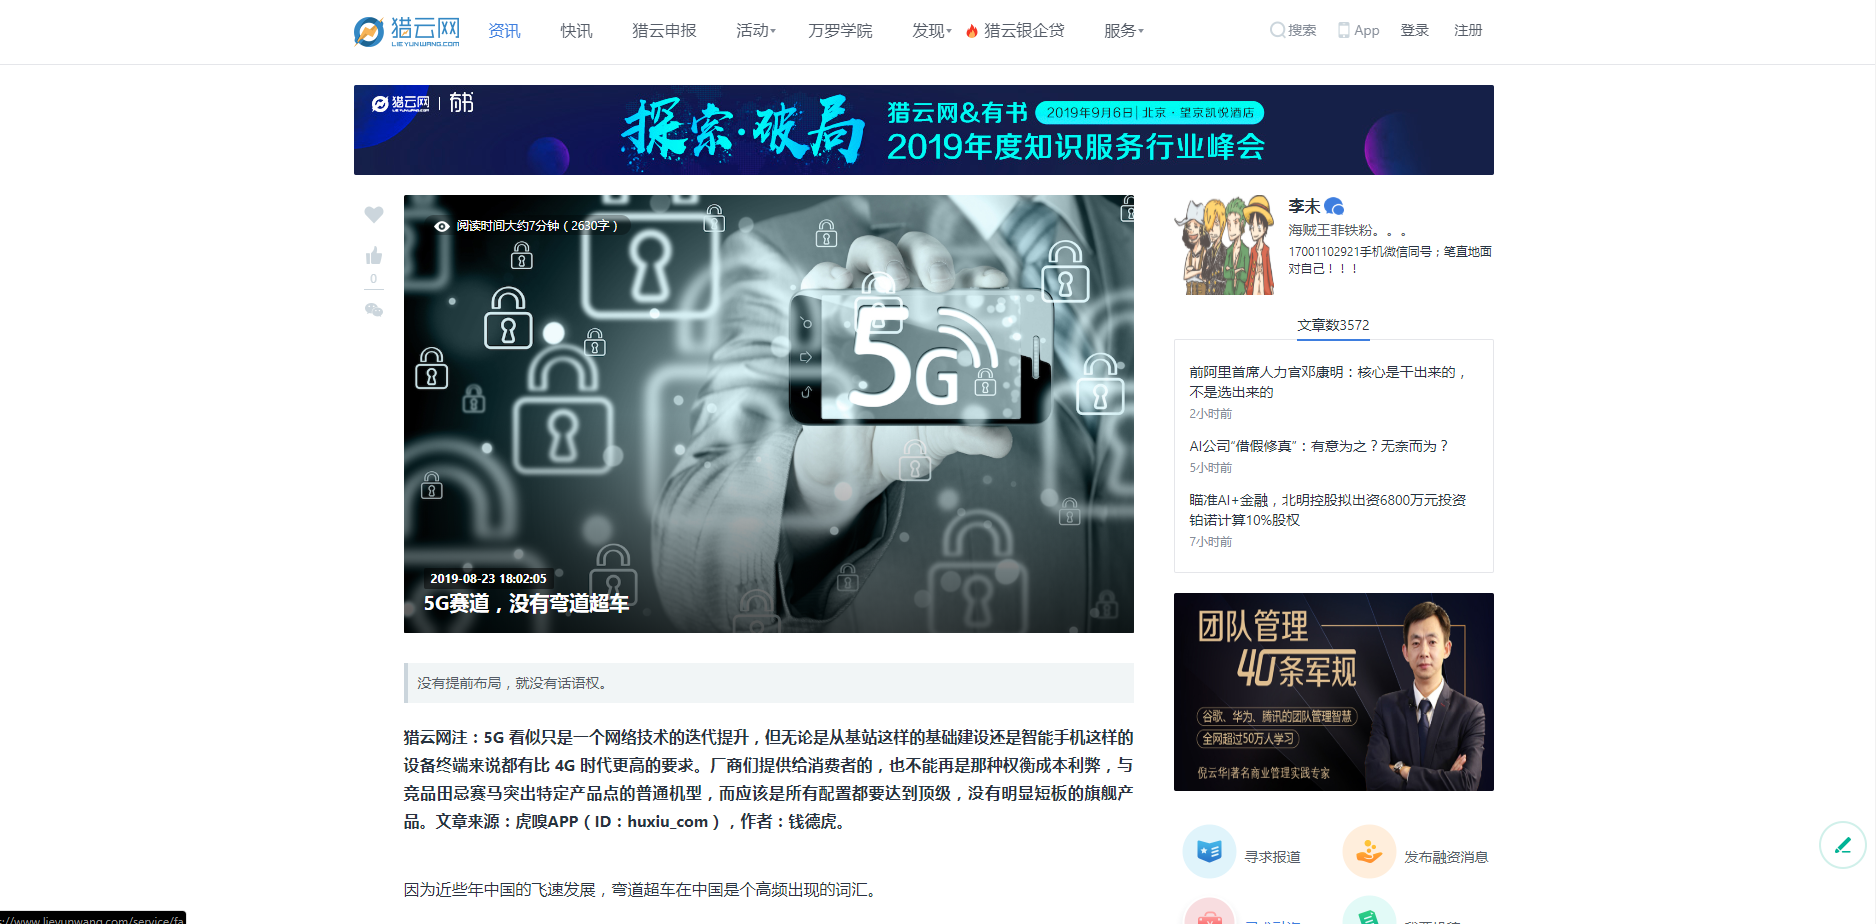 猎云网
LIEYUNWANG.COM
资讯
快讯
猎云申报
活动
万罗学院
发现
猎云银企贷
服务
搜索
App
登录
注册
猎云网
有书
探索·破局
猎云网&有书
2019年9月6日| 北京 · 望京凯悦酒店
2019年度知识服务行业峰会
0
阅读时间大约7分钟（2630字）
5G
2019-08-23 18:02:05
5G赛道，没有弯道超车
没有提前布局，就没有话语权。
猎云网注：5G 看似只是一个网络技术的迭代提升，但无论是从基站这样的基础建设还是智能手机这样的
设备终端来说都有比 4G 时代更高的要求。厂商们提供给消费者的，也不能再是那种权衡成本利弊，与
竞品田忌赛马突出特定产品点的普通机型，而应该是所有配置都要达到顶级，没有明显短板的旗舰产
品。文章来源：虎嗅APP（ID：huxiu_com），作者：钱德虎。
因为近些年中国的飞速发展，弯道超车在中国是个高频出现的词汇。
李未
海贼王菲铁粉。。。
17001102921手机微信同号；笔直地面
对自己！！！
文章数3572
前阿里首席人力官邓康明：核心是干出来的，
不是选出来的
2小时前
AI公司“借假修真”：有意为之？无奈而为？
5小时前
瞄准AI+金融，北明控股拟出资6800万元投资
铂诺计算10%股权
7小时前
团队管理
40条军规
谷歌、华为、腾讯的团队管理智慧
全网超过50万人学习
倪云华|著名商业管理实践专家
寻求报道
发布融资消息
s://www.lieyunwang.com/service/fa